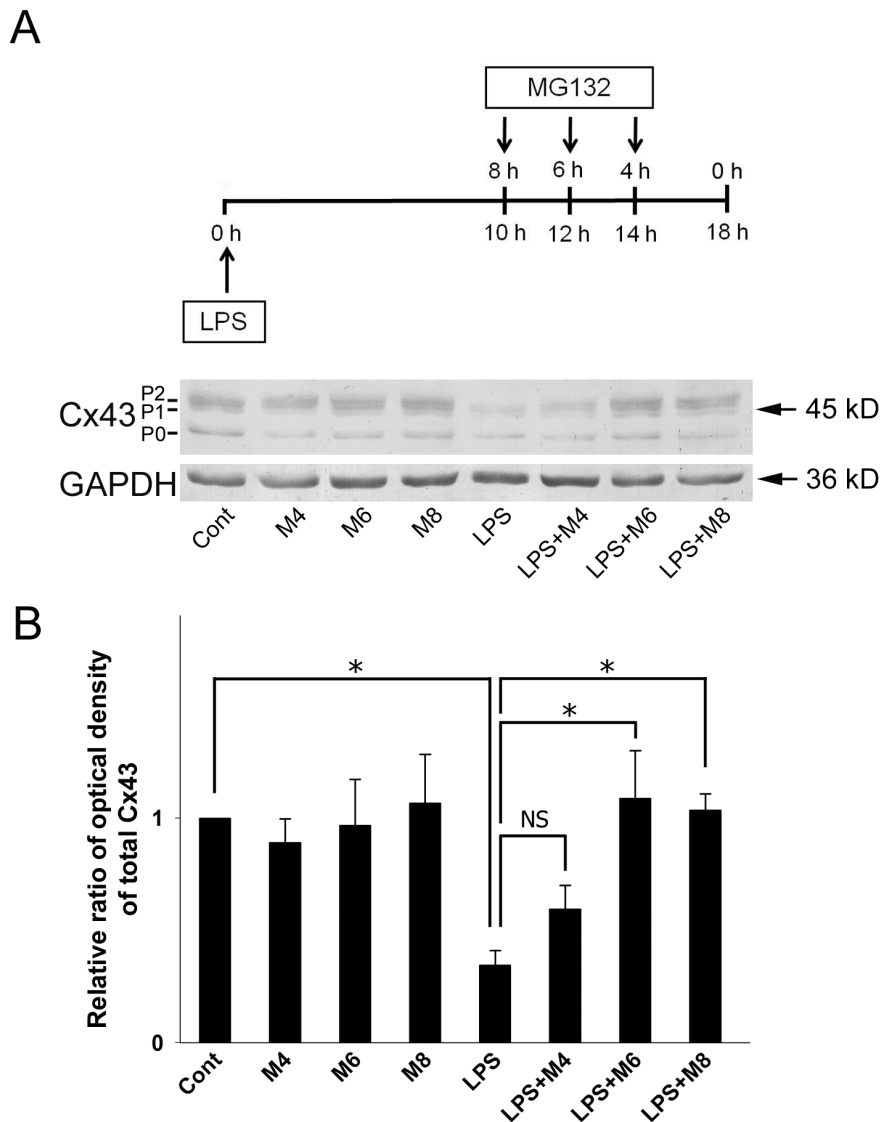 A
MG132
8 h 6 h 4 h 0 h
0 h 10 h 12 h 14 h 18 h
LPS
P2
Cx43 P1 45 kD
P0
GAPDH 36 kD
Cont M4 M6 M8 LPS LPS+M4 LPS+M6 LPS+M8
B
Relative ratio of optical density
of total Cx43
* *
*
1
NS
0
Cont M4 M6 M8 LPS LPS+M4 LPS+M6 LPS+M8